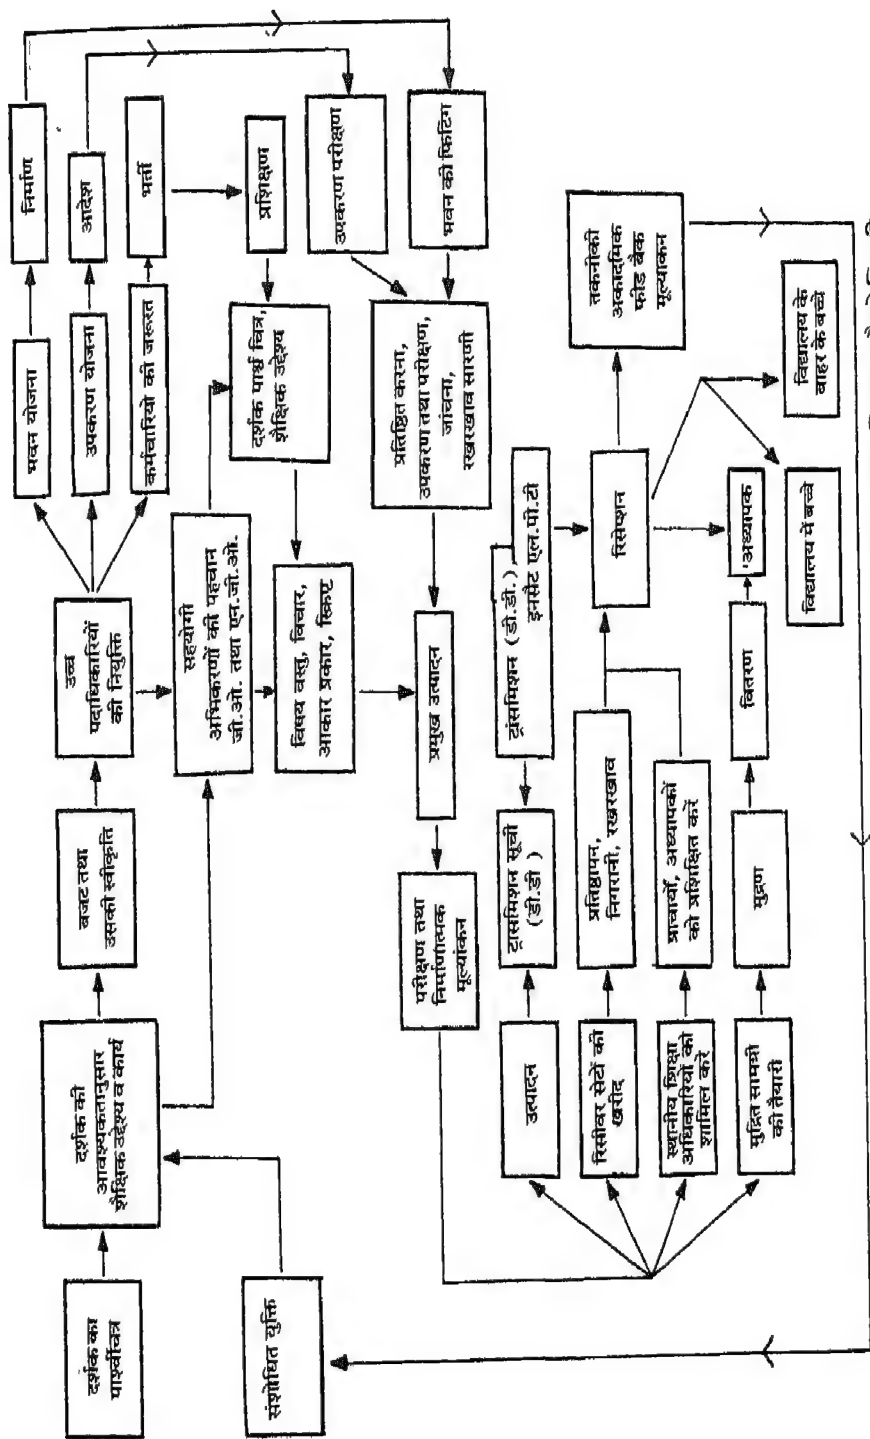 दर्शक का
पार्श्वचित्र
दर्शक की
आवश्यकतानुसार
शैक्षिक उद्देश्य व कार्य
बजट तथा
उसकी स्वीकृति
उच्च
पदाधिकारियों
की नियुक्ति
भवन योजना
निर्माण
उपकरण योजना
आदेश
कर्मचारियों की जरूरत
भर्ती
संशोधित युक्ति
सहयोगी
अभिकरणों की पहचान
जी.ओ. तथा एन.जी.ओ.
दर्शक पार्श्व चित्र,
शैक्षिक उद्देश्य
प्रशिक्षण
विषय वस्तु, विचार,
आकार प्रकार, स्क्रिप्ट
उपकरण परीक्षण
परीक्षण तथा
निर्माणात्मक
मूल्यांकन
प्रमुख उत्पादन
प्रतिष्ठित करना,
उपकरण तथा परीक्षण,
जांचना,
रखरखाव सारणी
भवन की फिटिंग
उत्पादन
ट्रांसमिशन सूची
(डी.डी)
ट्रांसमिशन (डी.डी.)
इनसैट एल.पी.टी
रिसीवर सेटों की
खरीद
प्रतिष्ठापन,
निगरानी, रखरखाव
रिसेप्शन
तकनीकी
अकादमिक
फीड बैक
मूल्यांकन
स्थानीय शिक्षा
अधिकारियों को
शामिल करें
प्राचार्यों, अध्यापकों
को प्रशिक्षित करें
मुद्रित सामग्री
की तैयारी
मुद्रण
वितरण
अध्यापक
विद्यालय में बच्चे
विद्यालय के
बाहर के बच्चे